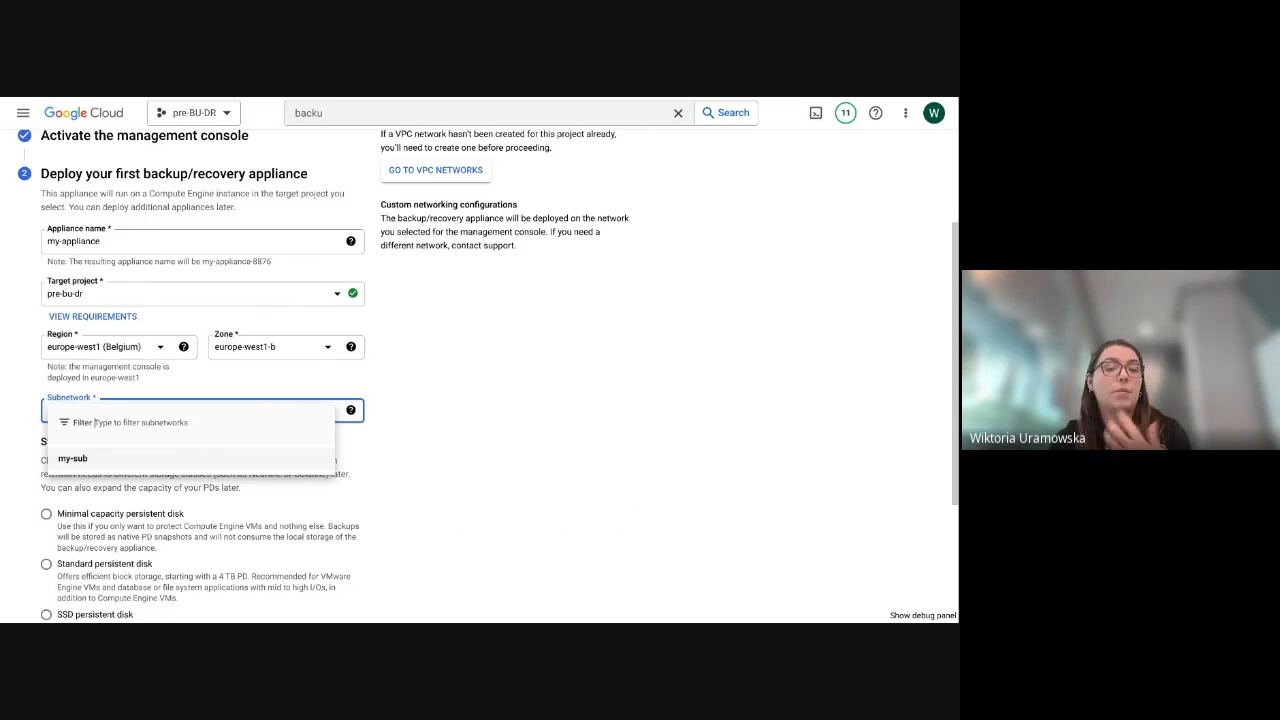 Google Cloud
pre-BU-DR
backu
Search
11
W
Activate the management console
2
Deploy your first backup/recovery appliance
This appliance will run on a Compute Engine instance in the target project you
select. You can deploy additional appliances later.
Appliance name *
my-appliance
Note: The resulting appliance name will be my-appliance-8876
Target project *
pre-bu-dr
VIEW REQUIREMENTS
Region *
europe-west1 (Belgium)
Zone *
europe-west1-b
Note: the management console is
deployed in europe-west1
Subnetwork *
Filter Type to filter subnetworks
my-sub
You can also expand the capacity of your PDs later.
Minimal capacity persistent disk
Use this if you only want to protect Compute Engine VMs and nothing else. Backups
will be stored as native PD snapshots and will not consume the local storage of the
backup/recovery appliance.
Standard persistent disk
Offers efficient block storage, starting with a 4 TB PD. Recommended for VMware
Engine VMs and database or file system applications with mid to high I/Os, in
addition to Compute Engine VMs.
SSD persistent disk
If a VPC network hasn't been created for this project already,
you'll need to create one before proceeding.
GO TO VPC NETWORKS
Custom networking configurations
The backup/recovery appliance will be deployed on the network
you selected for the management console. If you need a
different network, contact support.
Show debug panel
Wiktoria Uramowska